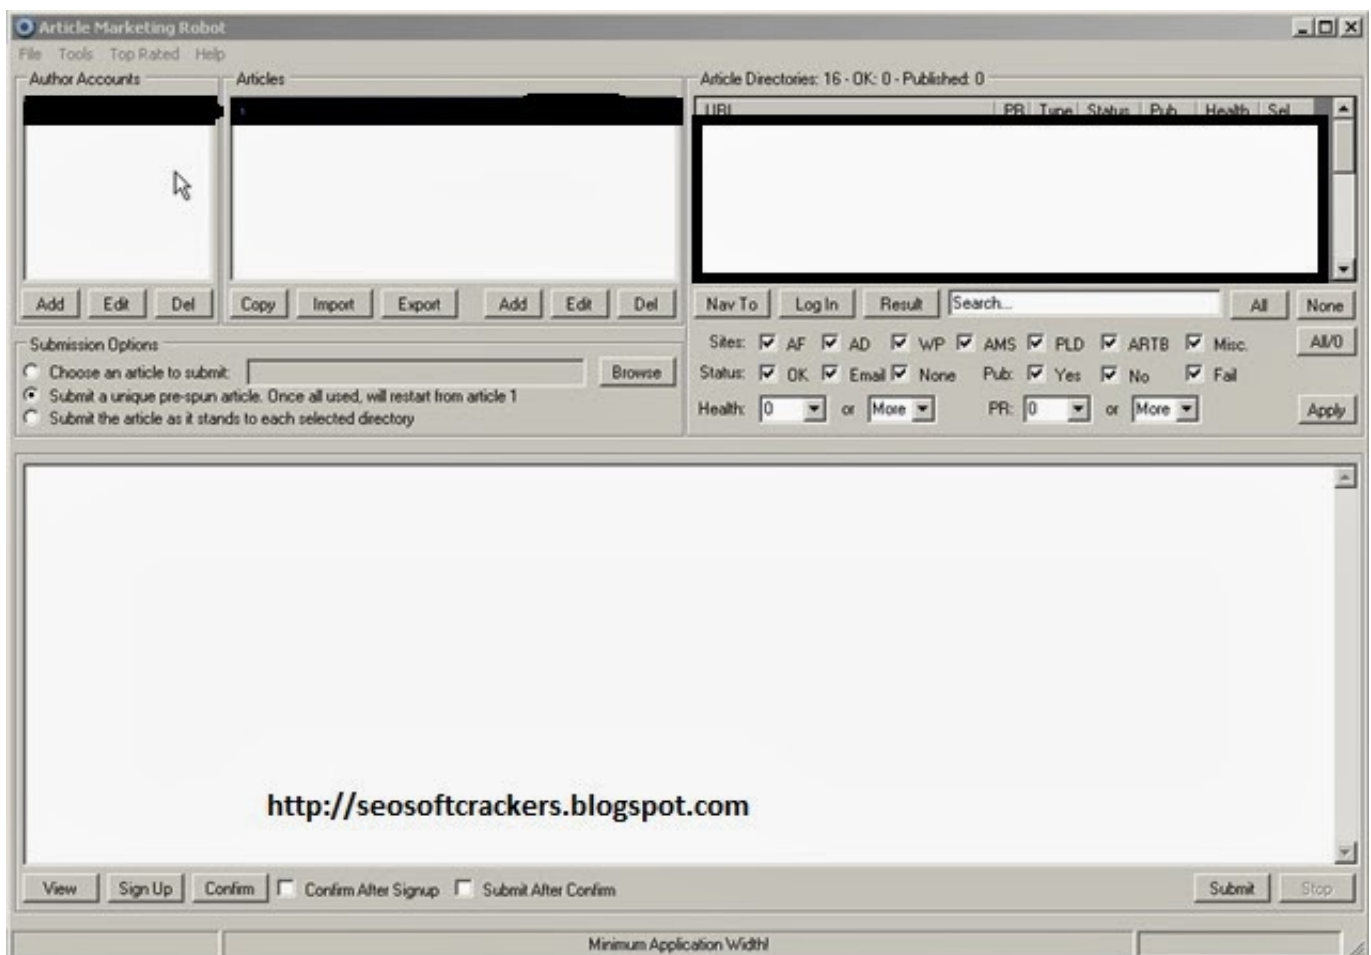 Article Marketing Robot
File Tools Top Rated Help
Author Accounts
Articles
Article Directories: 16 - OK: 0 - Published: 0
URL PR Type Status Pub Health Sel
Add Edit Del
Copy Import Export Add Edit Del
Nav To Log In Result Search... All None
Submission Options
Choose an article to submit: Browse
Submit a unique pre-spun article. Once all used, will restart from article 1
Submit the article as it stands to each selected directory
Sites: AF AD WP AMS PLD ARTB Misc. All/0
Status: OK Email None Pub: Yes No Fail
Health: 0 or More PR: 0 or More Apply
http://seosoftcrackers.blogspot.com
View Sign Up Confirm Confirm After Signup Submit After Confirm Submit Stop
Minimum Application Width!